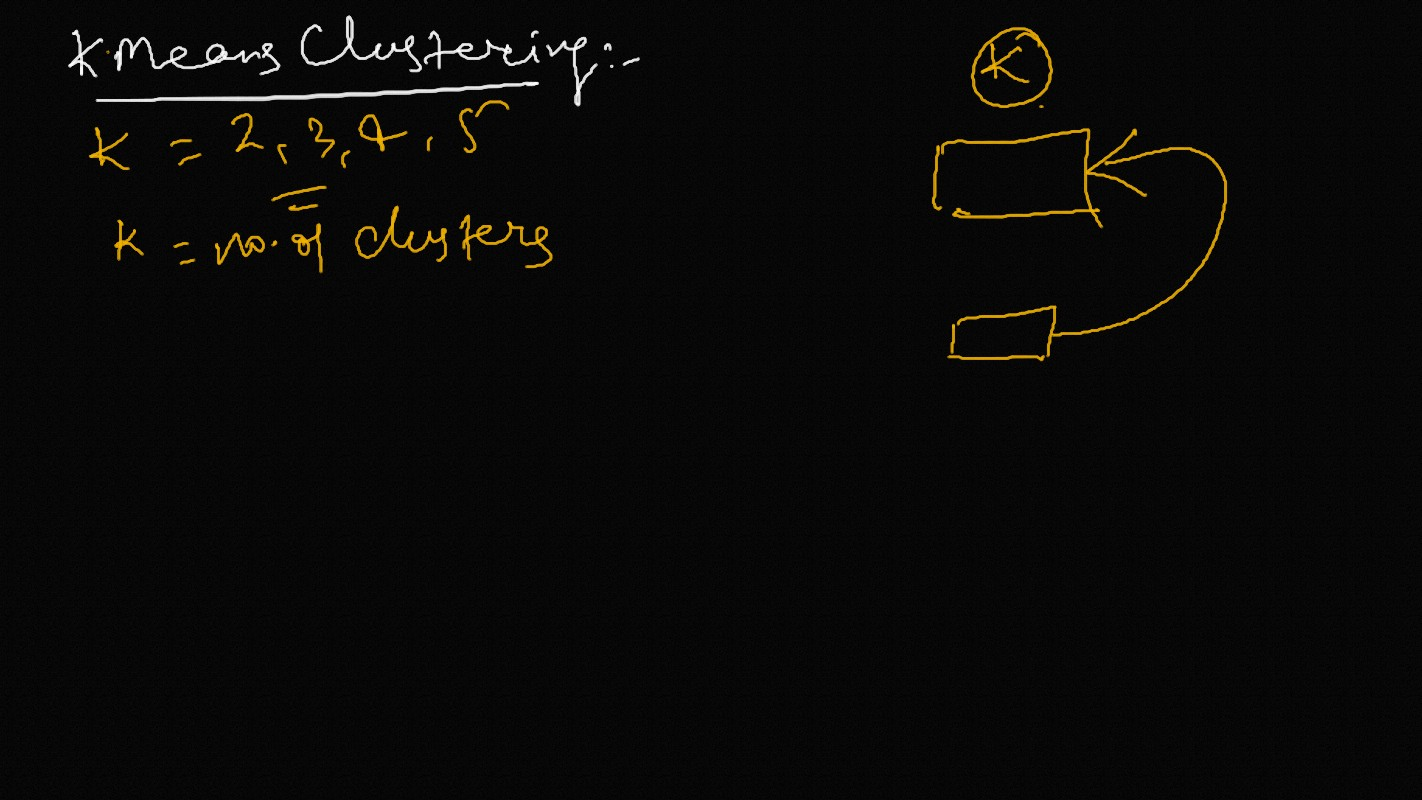 K-Means Clustering:-
K = 2, 3, 4, 5
K = no. of clusters
K